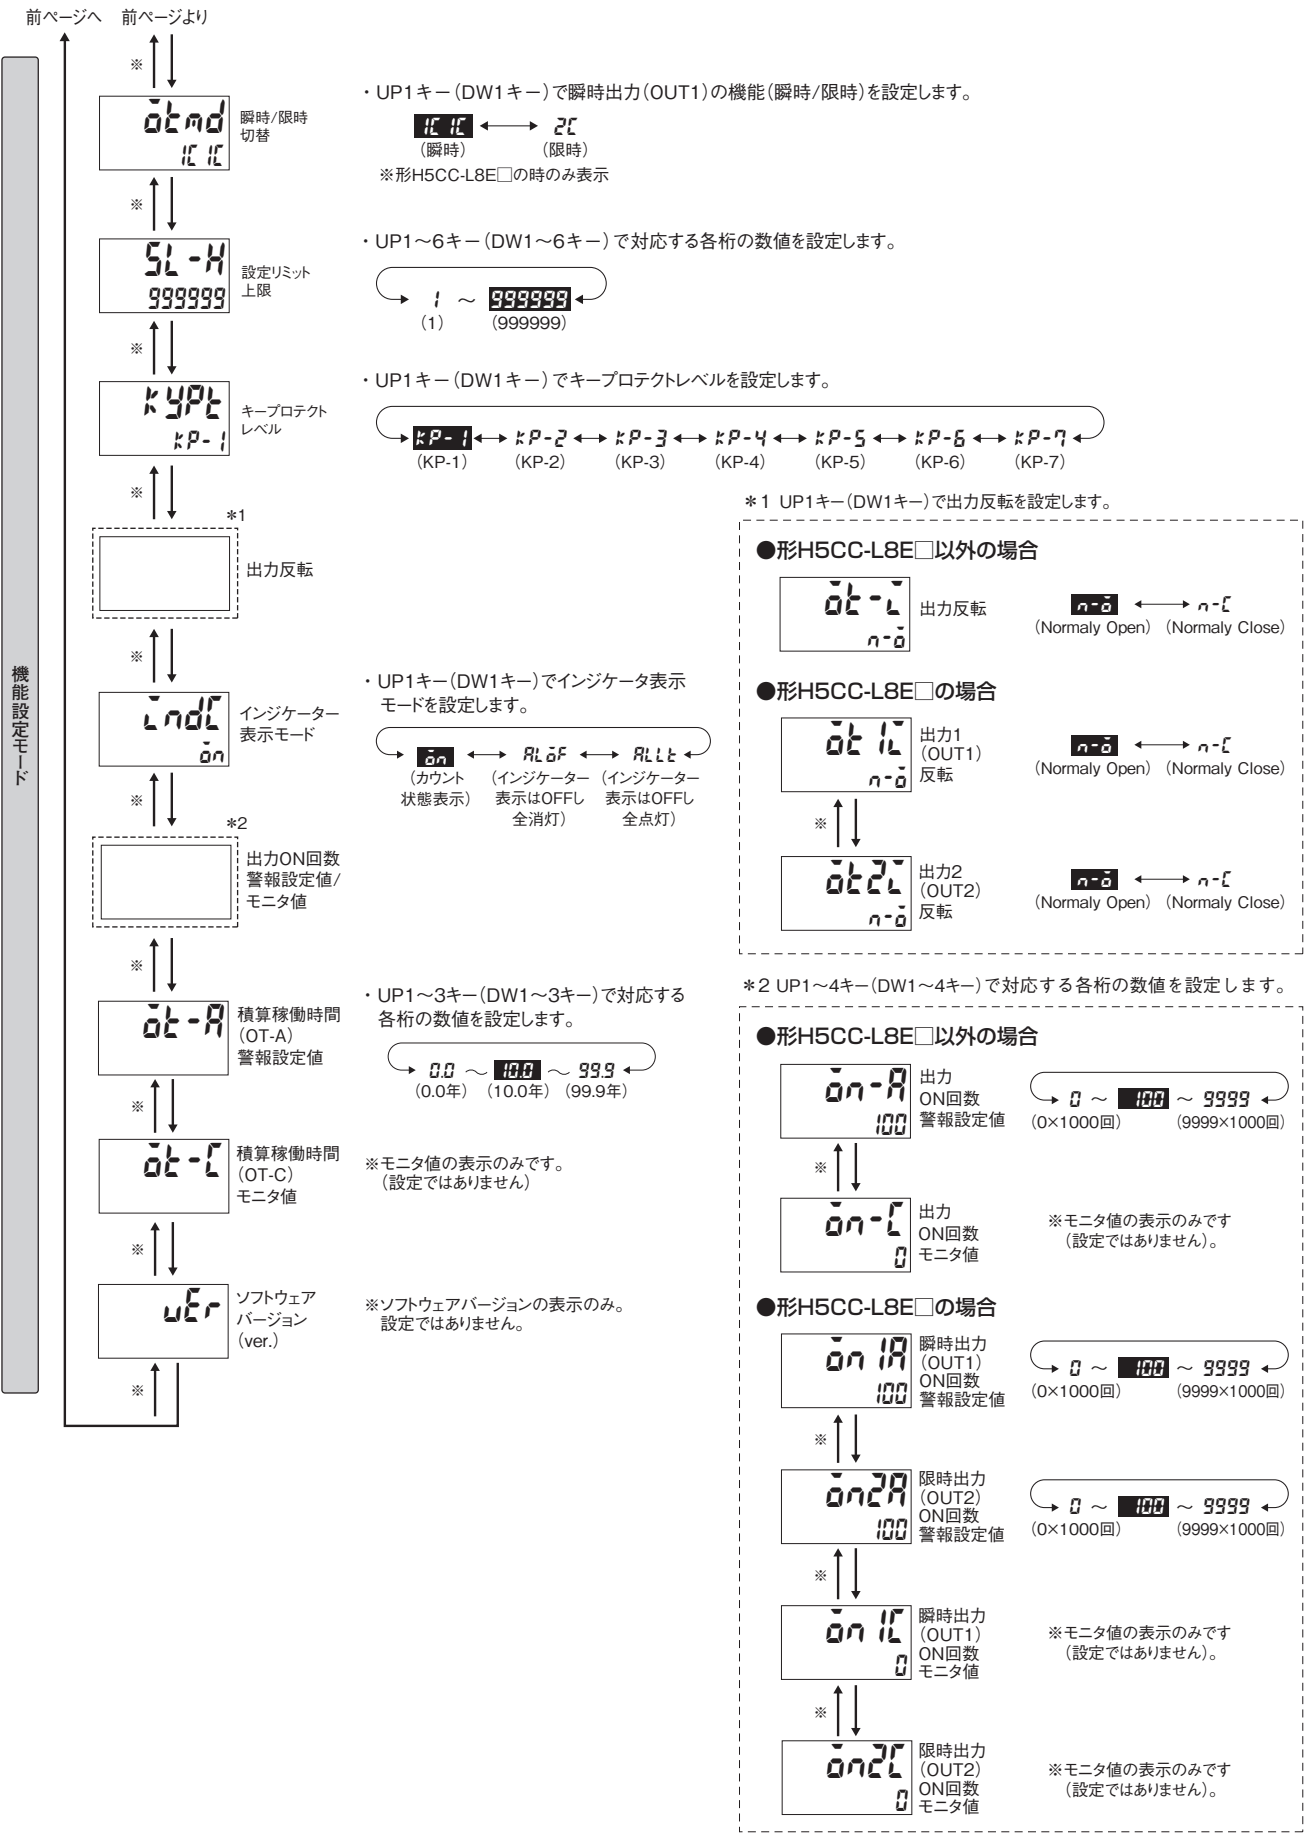 前ページへ 前ページより
機能設定モード
※
otmd
1C 1C
瞬時/限時
切替
・UP1キー(DW1キー)で瞬時出力(OUT1)の機能(瞬時/限時)を設定します。
1C 1C 2C
(瞬時) (限時)
※形H5CC-L8E□の時のみ表示
※
SL-H
999999
設定リミット
上限
・UP1～6キー(DW1～6キー)で対応する各桁の数値を設定します。
1 ～ 999999
(1) (999999)
※
KYPt
KP-1
キープロテクト
レベル
・UP1キー(DW1キー)でキープロテクトレベルを設定します。
KP-1 KP-2 KP-3 KP-4 KP-5 KP-6 KP-7
(KP-1) (KP-2) (KP-3) (KP-4) (KP-5) (KP-6) (KP-7)
※
*1
出力反転
※
indC
on
インジケーター
表示モード
・UP1キー(DW1キー)でインジケータ表示
モードを設定します。
on ALoF ALLt
(カウント
状態表示)
(インジケーター
表示はOFFし
全消灯)
(インジケーター
表示はOFFし
全点灯)
※
*2
出力ON回数
警報設定値/
モニタ値
※
ot-A
積算稼働時間
(OT-A)
警報設定値
・UP1～3キー(DW1～3キー)で対応する
各桁の数値を設定します。
0.0 ～ 10.0 ～ 99.9
(0.0年) (10.0年) (99.9年)
※
ot-C
積算稼働時間
(OT-C)
モニタ値
※モニタ値の表示のみです。
(設定ではありません)
※
vEr
ソフトウェア
バージョン
(ver.)
※ソフトウェアバージョンの表示のみ。
設定ではありません。
※
*1 UP1キー(DW1キー)で出力反転を設定します。
●形H5CC-L8E□以外の場合
ot-i
n-o
出力反転
n-o n-C
(Normaly Open) (Normaly Close)
●形H5CC-L8E□の場合
ot1i
n-o
出力1
(OUT1)
反転
n-o n-C
(Normaly Open) (Normaly Close)
※
ot2i
n-o
出力2
(OUT2)
反転
n-o n-C
(Normaly Open) (Normaly Close)
*2 UP1～4キー(DW1～4キー)で対応する各桁の数値を設定します。
●形H5CC-L8E□以外の場合
on-A
100
出力
ON回数
警報設定値
0 ～ 100 ～ 9999
(0×1000回) (9999×1000回)
※
on-C
0
出力
ON回数
モニタ値
※モニタ値の表示のみです
(設定ではありません)。
●形H5CC-L8E□の場合
on1A
100
瞬時出力
(OUT1)
ON回数
警報設定値
0 ～ 100 ～ 9999
(0×1000回) (9999×1000回)
※
on2A
100
限時出力
(OUT2)
ON回数
警報設定値
0 ～ 100 ～ 9999
(0×1000回) (9999×1000回)
※
on1C
0
瞬時出力
(OUT1)
ON回数
モニタ値
※モニタ値の表示のみです
(設定ではありません)。
※
on2C
0
限時出力
(OUT2)
ON回数
モニタ値
※モニタ値の表示のみです
(設定ではありません)。